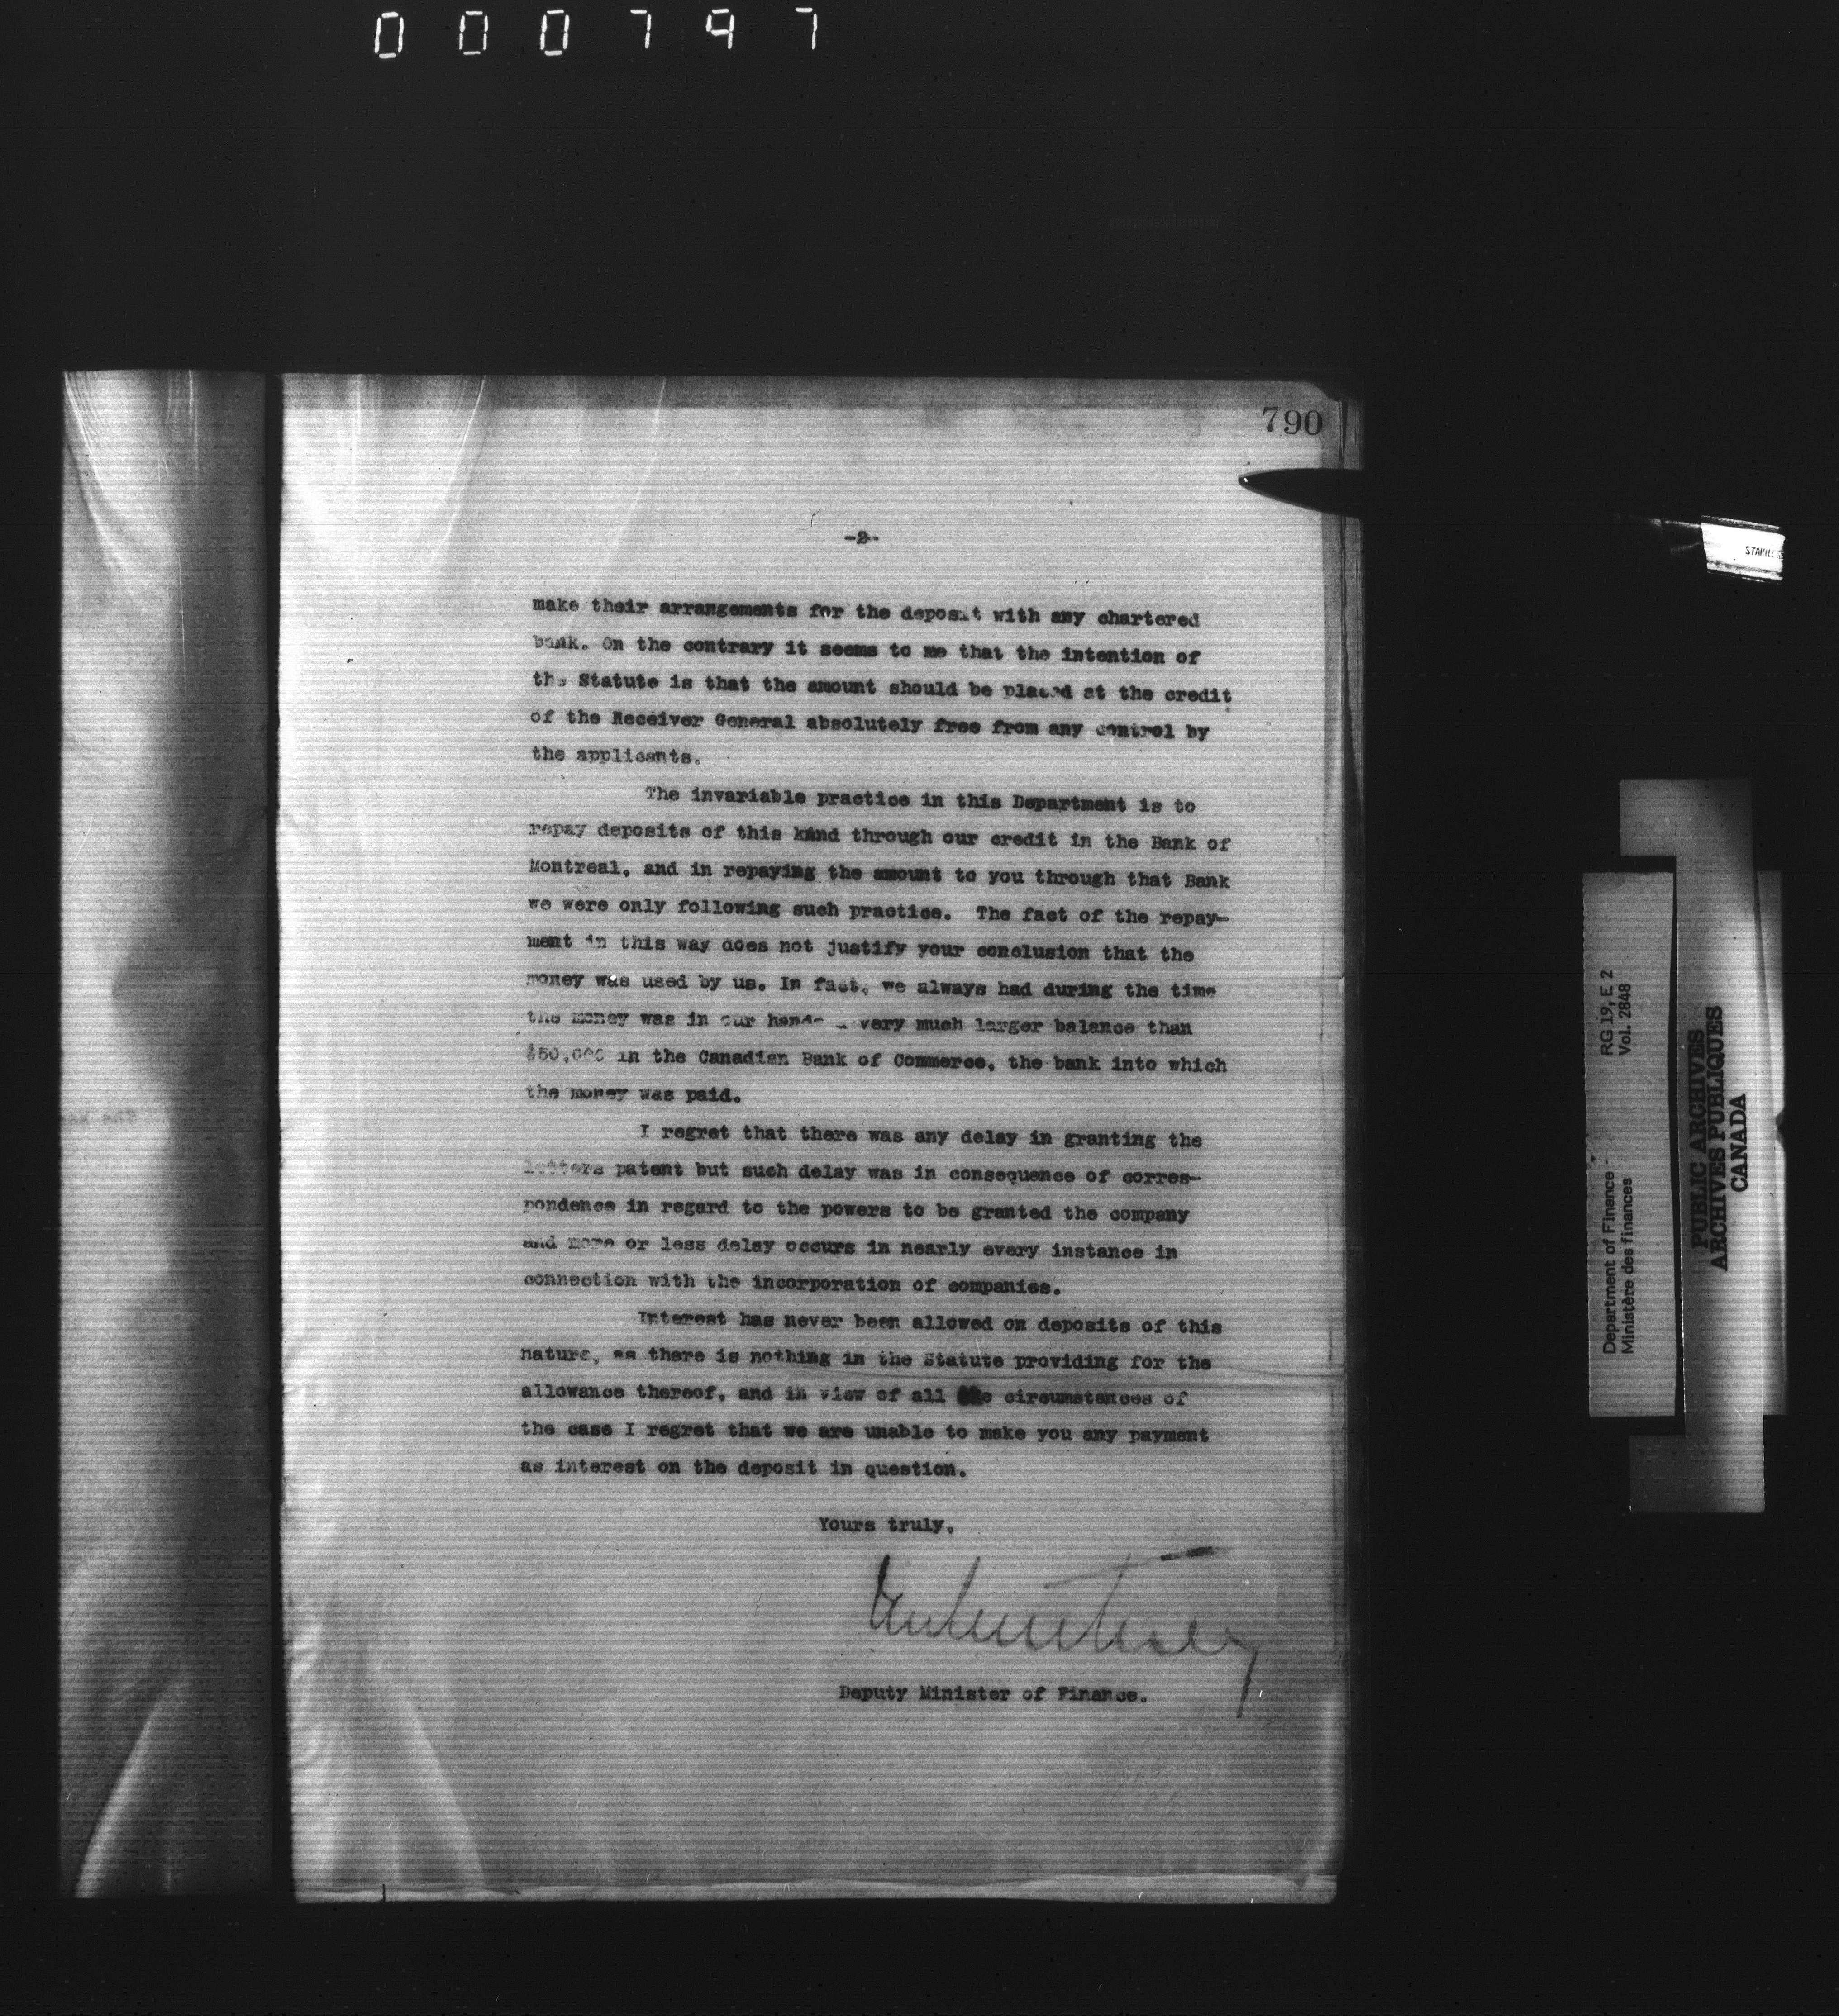 000797
790
-2-
make their arrangements for the deposit with any chartered
bank. On the contrary it seems to me that the intention of
the Statute is that the amount should be placed at the credit
of the Receiver General absolutely free from any control by
the applicants.
The invariable practice in this Department is to
repay deposits of this kind through our credit in the Bank of
Montreal, and in repaying the amount to you through that Bank
we were only following such practice. The fact of the repay-
ment in this way does not justify your conclusion that the
money was used by us. In fact, we always had during the time
the money was in our hands a very much larger balance than
$50,000 in the Canadian Bank of Commerce, the bank into which
the money was paid.
I regret that there was any delay in granting the
letters patent but such delay was in consequence of corres-
pondence in regard to the powers to be granted the company
and more or less delay occurs in nearly every instance in
connection with the incorporation of companies.
Interest has never been allowed on deposits of this
nature, as there is nothing in the Statute providing for the
allowance thereof, and in view of all the circumstances of
the case I regret that we are unable to make you any payment
as interest on the deposit in question.
Yours truly,
Deputy Minister of Finance.
Department of Finance RG 19, E 2
Ministère des finances Vol. 2848
PUBLIC ARCHIVES
ARCHIVES PUBLIQUES
CANADA